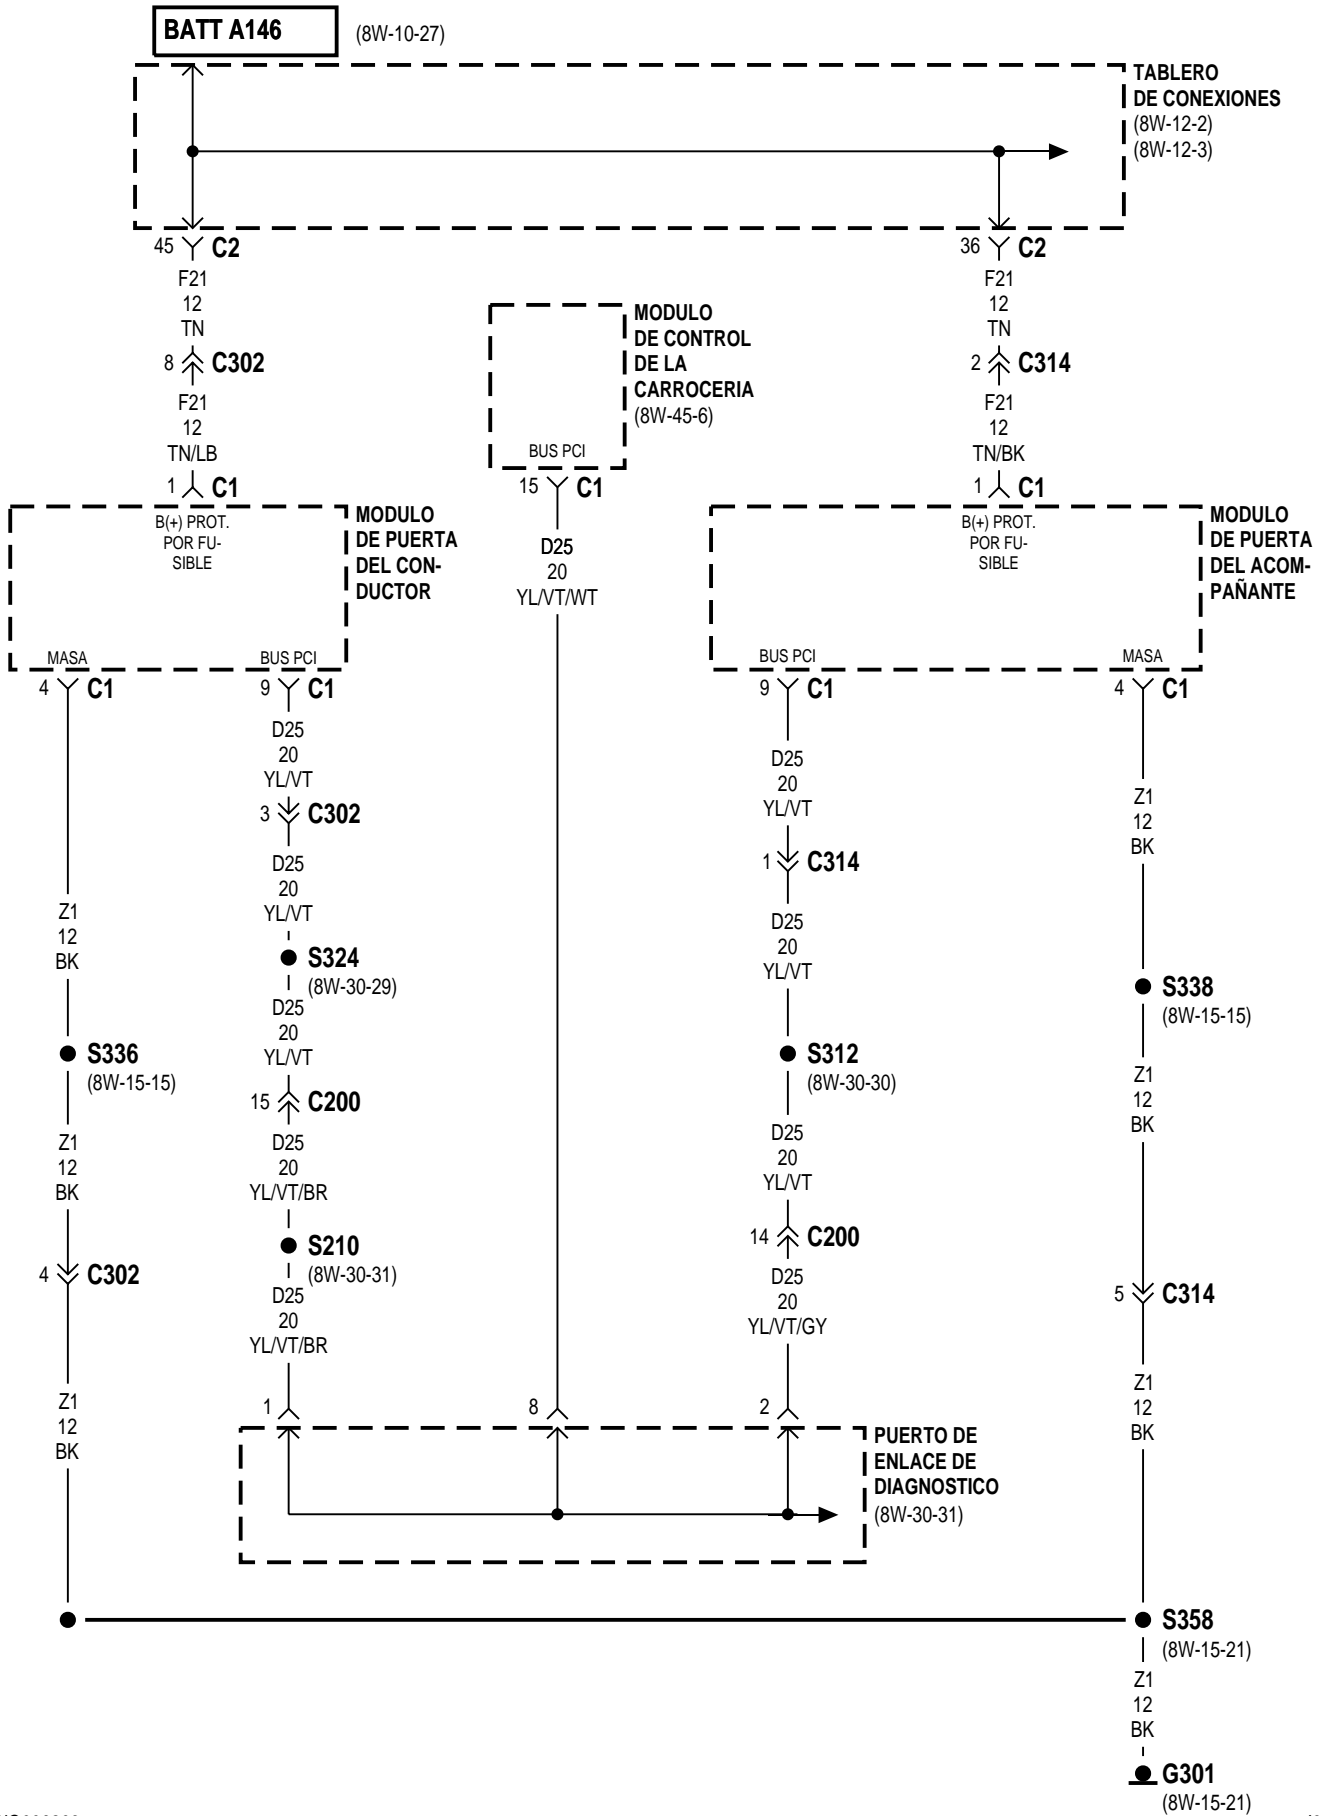 BATT A146
(8W-10-27)
TABLERO
DE CONEXIONES
(8W-12-2)
(8W-12-3)
45 C2
36 C2
F21
12
TN
F21
12
TN
8 C302
2 C314
F21
12
TN/LB
F21
12
TN/BK
1 C1
1 C1
MODULO
DE CONTROL
DE LA
CARROCERIA
(8W-45-6)
BUS PCI
15 C1
D25
20
YL/VT/WT
B(+) PROT.
POR FU-
SIBLE
MODULO
DE PUERTA
DEL CON-
DUCTOR
MASA
BUS PCI
B(+) PROT.
POR FU-
SIBLE
MODULO
DE PUERTA
DEL ACOM-
PAÑANTE
BUS PCI
MASA
4 C1
9 C1
9 C1
4 C1
Z1
12
BK
S336
(8W-15-15)
Z1
12
BK
4 C302
Z1
12
BK
D25
20
YL/VT
3 C302
D25
20
YL/VT
S324
(8W-30-29)
D25
20
YL/VT
15 C200
D25
20
YL/VT/BR
S210
(8W-30-31)
D25
20
YL/VT/BR
1
8
D25
20
YL/VT
1 C314
D25
20
YL/VT
S312
(8W-30-30)
D25
20
YL/VT
14 C200
D25
20
YL/VT/GY
2
PUERTO DE
ENLACE DE
DIAGNOSTICO
(8W-30-31)
Z1
12
BK
S338
(8W-15-15)
Z1
12
BK
5 C314
Z1
12
BK
S358
(8W-15-21)
Z1
12
BK
G301
(8W-15-21)